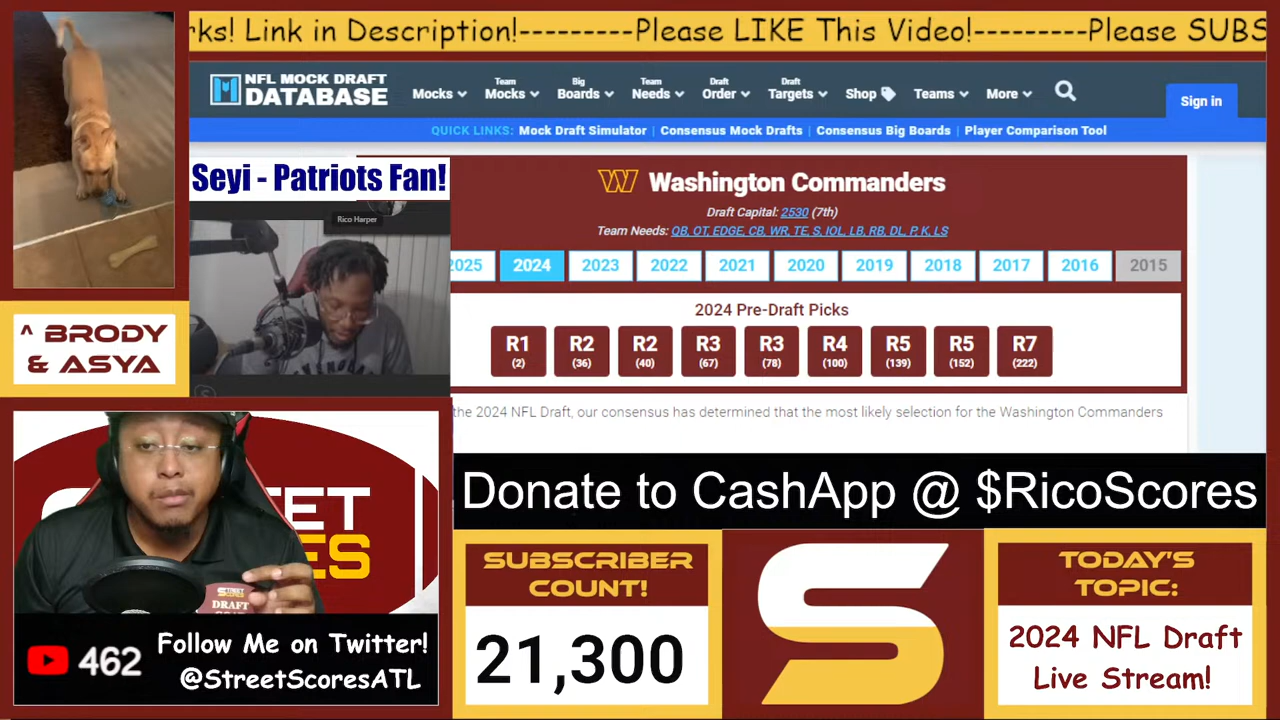 rks! Link in Description!---------Please LIKE This Video!---------Please SUBS
NFL MOCK DRAFT
DATABASE
Mocks
Team
Mocks
Big
Boards
Team
Needs
Draft
Order
Draft
Targets
Shop
Teams
More
Sign in
QUICK LINKS: Mock Draft Simulator | Consensus Mock Drafts | Consensus Big Boards | Player Comparison Tool
Seyi - Patriots Fan!
Rico Harper
W Washington Commanders
Draft Capital: 2530 (7th)
Team Needs: QB, OT, EDGE, CB, WR, TE, S, IOL, LB, RB, DL, P, K, LS
2025 2024 2023 2022 2021 2020 2019 2018 2017 2016 2015
2024 Pre-Draft Picks
R1 R2 R2 R3 R3 R4 R5 R5 R7
(2) (36) (40) (67) (78) (100) (139) (152) (222)
the 2024 NFL Draft, our consensus has determined that the most likely selection for the Washington Commanders
^ BRODY
& ASYA
STREET
DRAFT
462
Follow Me on Twitter!
@StreetScoresATL
Donate to CashApp @ $RicoScores
SUBSCRIBER
COUNT!
21,300
S
TODAY'S
TOPIC:
2024 NFL Draft
Live Stream!